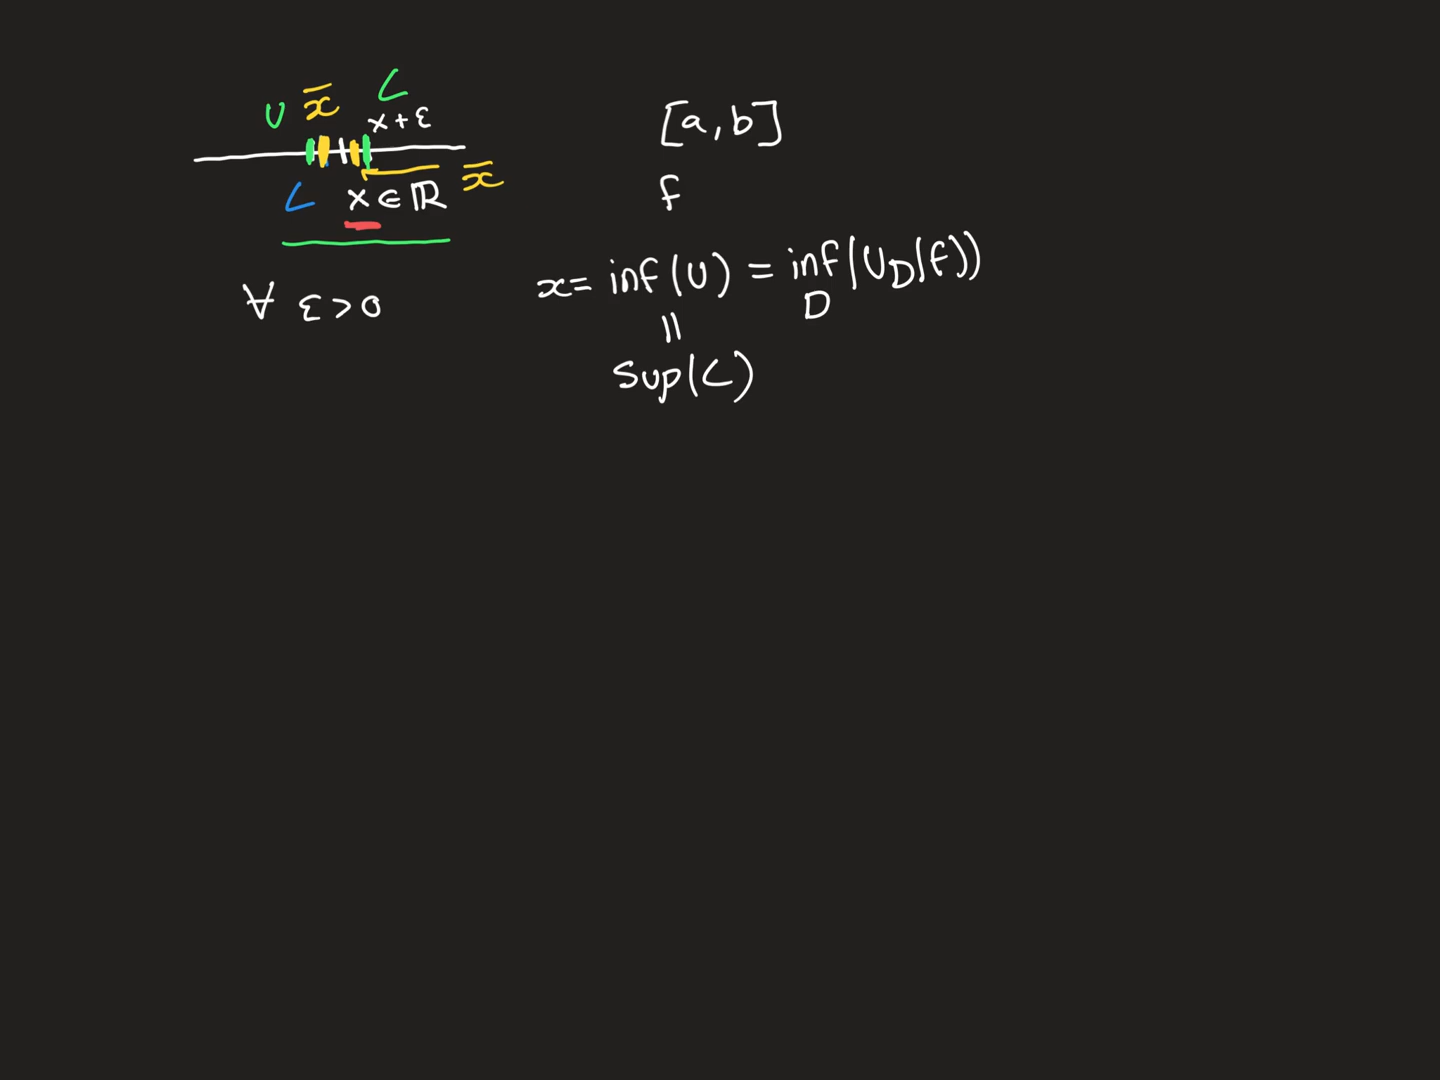 U x̄ L
x + ε
L x ∈ ℝ x̄
∀ ε > 0
[a, b]
f
x = inf(U) = inf(U_D(f))
D
||
Sup(L)